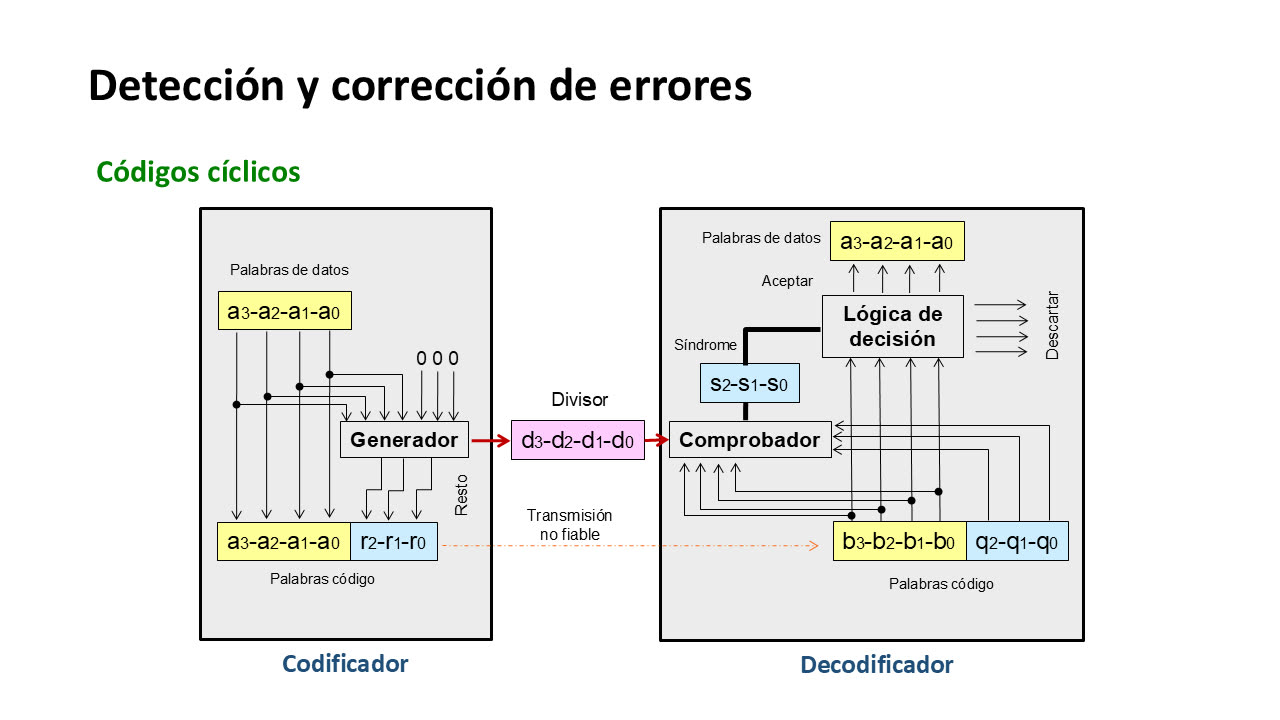 Detección y corrección de errores
Códigos cíclicos
Palabras de datos
a3-a2-a1-a0
0 0 0
Generador
Resto
a3-a2-a1-a0 r2-r1-r0
Palabras código
Codificador
Divisor
d3-d2-d1-d0
Transmisión
no fiable
Palabras de datos
a3-a2-a1-a0
Aceptar
Lógica de
decisión
Descartar
Síndrome
s2-s1-s0
Comprobador
b3-b2-b1-b0 q2-q1-q0
Palabras código
Decodificador